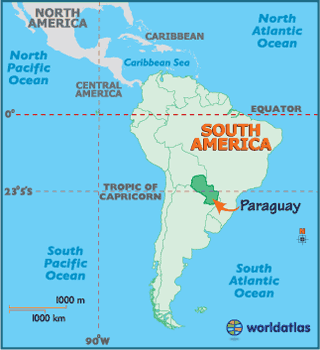 NORTH
AMERICA
North
Atlantic
Ocean
CARIBBEAN
North
Pacific
Ocean
Caribbean Sea
CENTRAL
AMERICA
EQUATOR
0°
SOUTH
AMERICA
TROPIC OF
CAPRICORN
23°5'S
Paraguay
South
Pacific
Ocean
South
Atlantic
Ocean
1000 m
1000 km
90°W
worldatlas